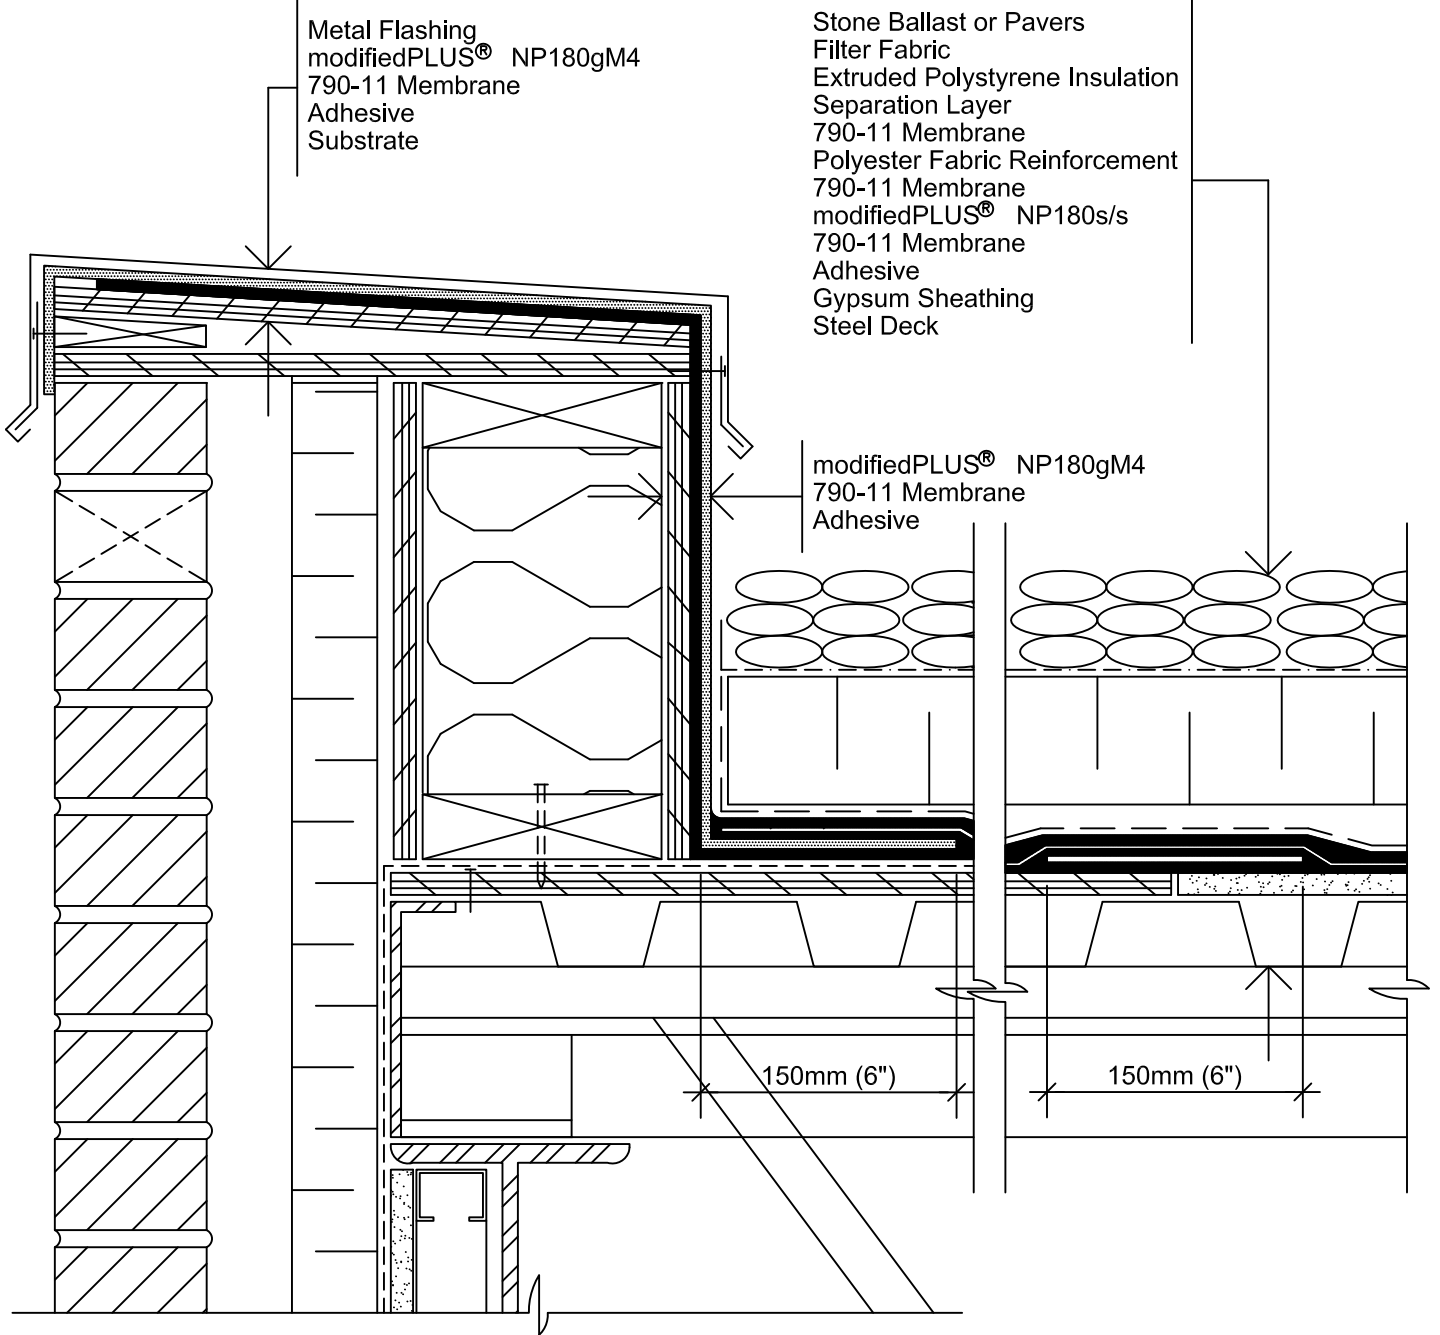 Metal Flashing
modifiedPLUS® NP180gM4
790-11 Membrane
Adhesive
Substrate
Stone Ballast or Pavers
Filter Fabric
Extruded Polystyrene Insulation
Separation Layer
790-11 Membrane
Polyester Fabric Reinforcement
790-11 Membrane
modifiedPLUS® NP180s/s
790-11 Membrane
Adhesive
Gypsum Sheathing
Steel Deck
modifiedPLUS® NP180gM4
790-11 Membrane
Adhesive
150mm (6")
150mm (6")